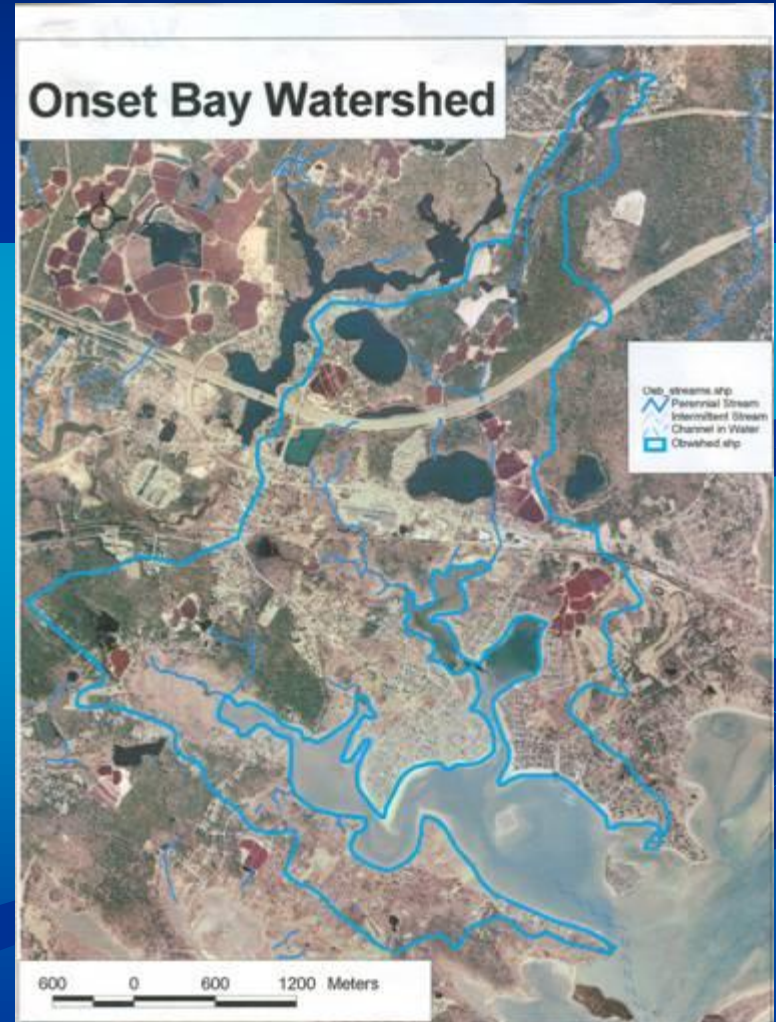 Onset Bay Watershed
Perennial Stream
Intermittent Stream
Channel in Water
Obwshed.shp
600 0 600 1200 Meters